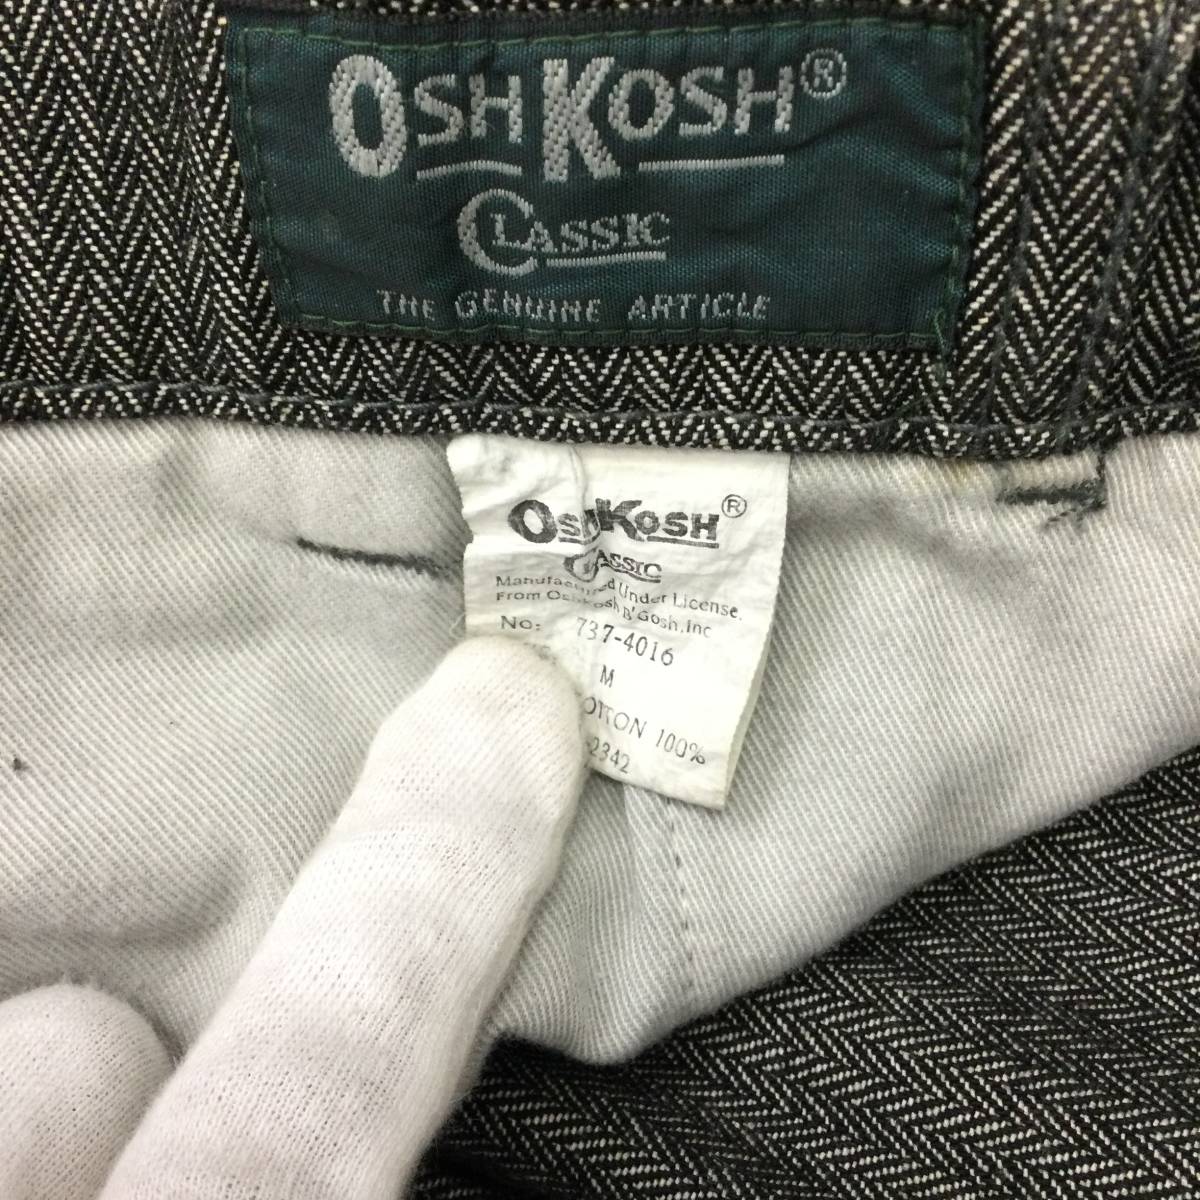 OSHKOSH®
CLASSIC
THE GENUINE ARTICLE
OSHKOSH®
CLASSIC
Manufactured Under License.
From OshKosh B'Gosh.Inc
No: 737-4016
M
COTTON 100%
-2342